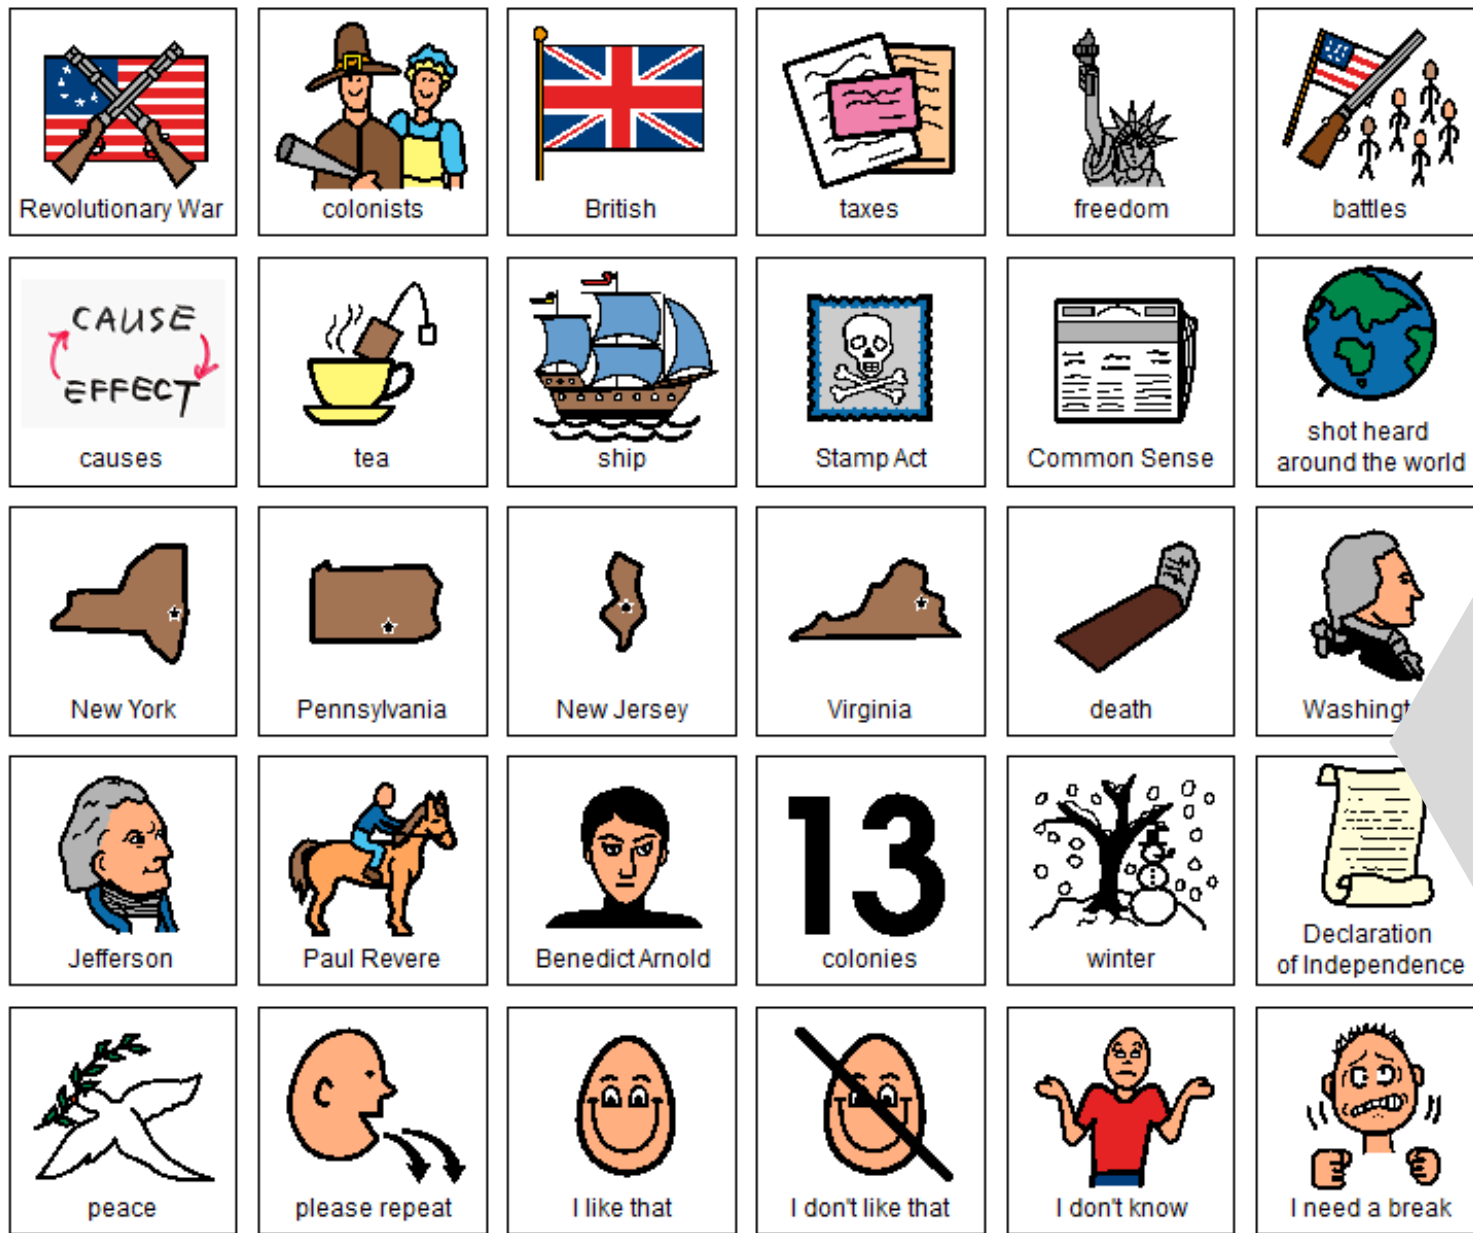 Revolutionary War
colonists
British
taxes
freedom
battles
CAUSE
EFFECT
causes
tea
ship
Stamp Act
Common Sense
shot heard
around the world
New York
Pennsylvania
New Jersey
Virginia
death
Washingt
Jefferson
Paul Revere
Benedict Arnold
13
colonies
winter
Declaration
of Independence
peace
please repeat
I like that
I don't like that
I don't know
I need a break